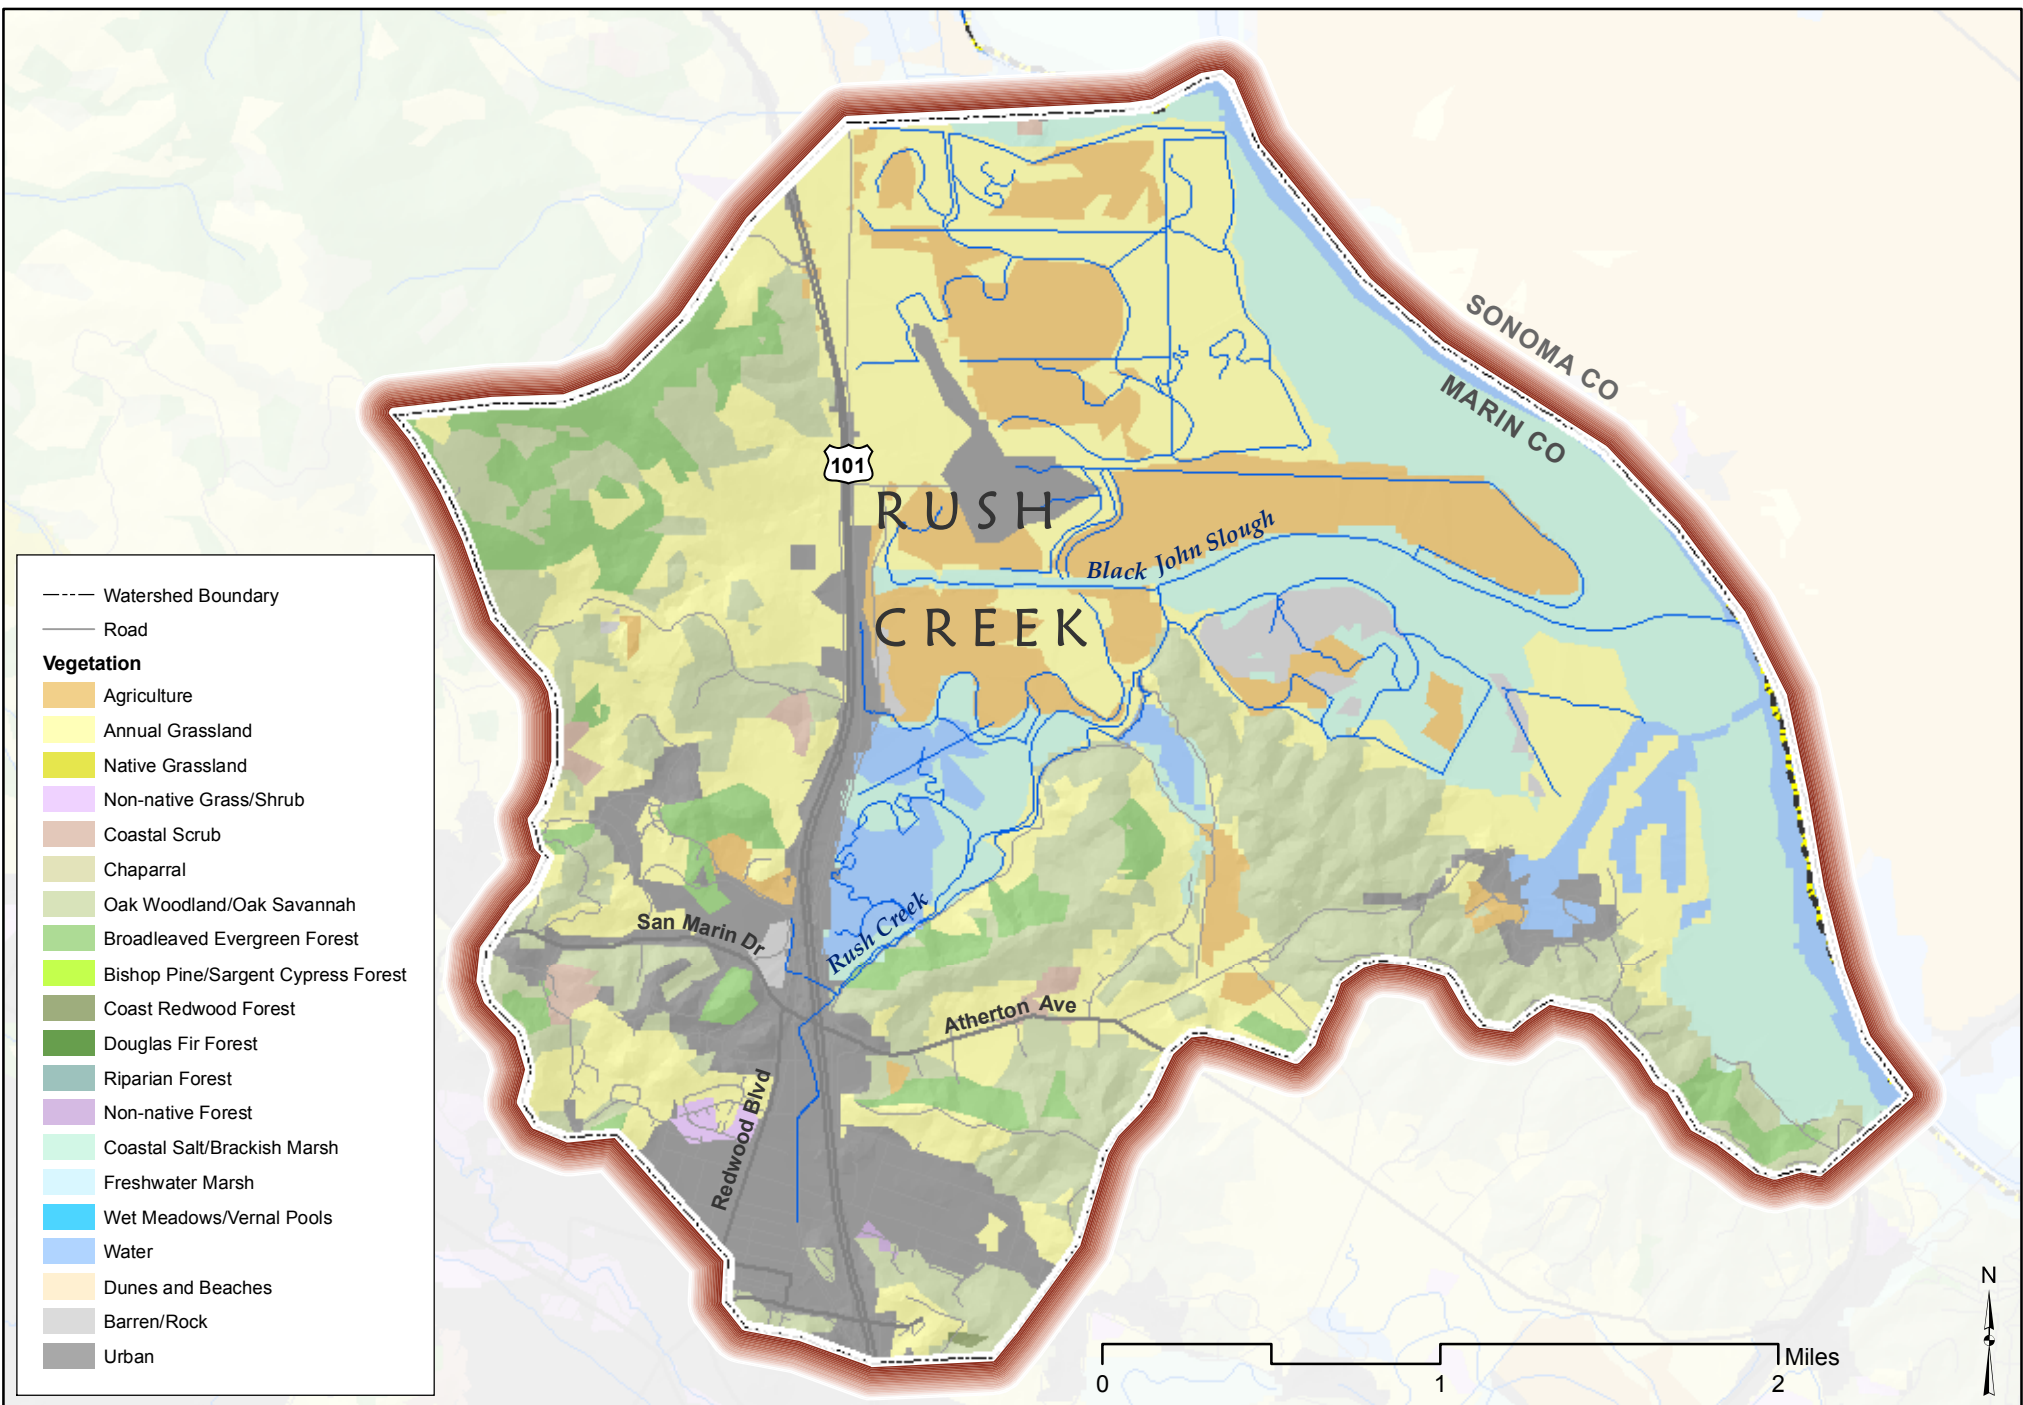 SONOMA CO
MARIN CO
101
RUSH
Black John Slough
CREEK
Watershed Boundary
Road
Vegetation
Agriculture
Annual Grassland
Native Grassland
Non-native Grass/Shrub
Coastal Scrub
Chaparral
Oak Woodland/Oak Savannah
Broadleaved Evergreen Forest
Bishop Pine/Sargent Cypress Forest
Coast Redwood Forest
Douglas Fir Forest
Riparian Forest
Non-native Forest
Coastal Salt/Brackish Marsh
Freshwater Marsh
Wet Meadows/Vernal Pools
Water
Dunes and Beaches
Barren/Rock
Urban
San Marin Dr
Rush Creek
Atherton Ave
Redwood Blvd
N
Miles
0 1 2